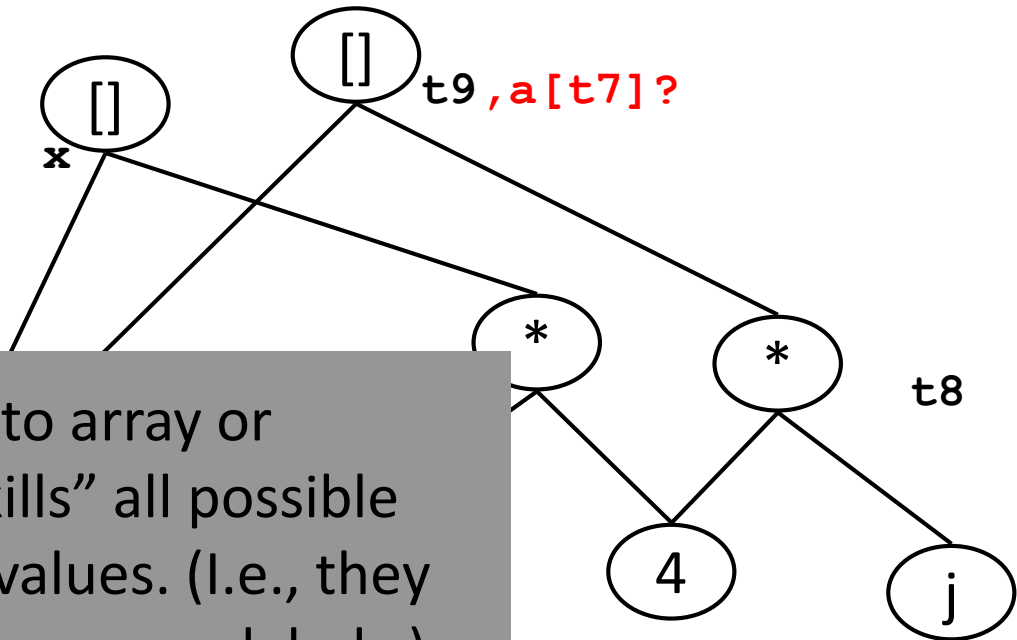 []
[]
t9,a[t7]?
x
*
*
t8
to array or
ills” all possible
values. (I.e., they
4
j